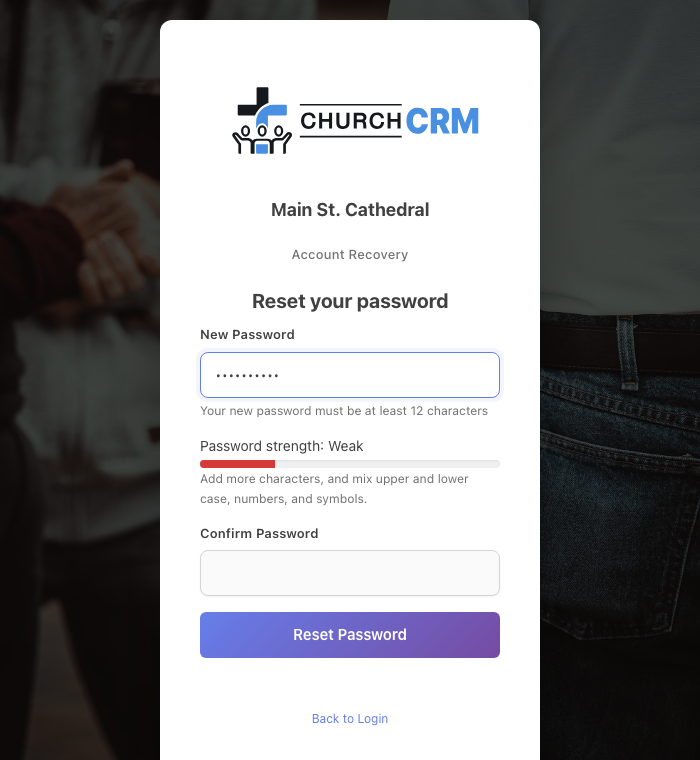 CHURCH CRM
Main St. Cathedral
Account Recovery
Reset your password
New Password
••••••••••
Your new password must be at least 12 characters
Password strength: Weak
Add more characters, and mix upper and lower
case, numbers, and symbols.
Confirm Password
Reset Password
Back to Login